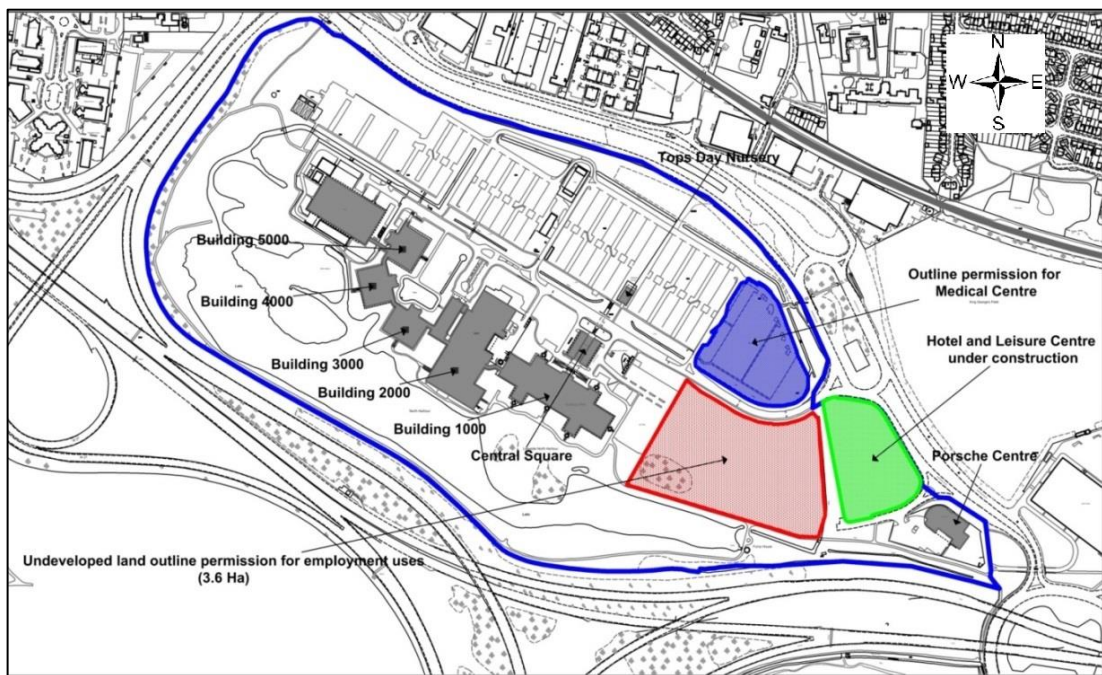 N
W E
S
Tops Day Nursery
Building 5000
Outline permission for
Medical Centre
Building 4000
Hotel and Leisure Centre
under construction
Building 3000
Building 2000
Building 1000
Central Square
Porsche Centre
Undeveloped land outline permission for employment uses
(3.6 Ha)
Lake
Lake